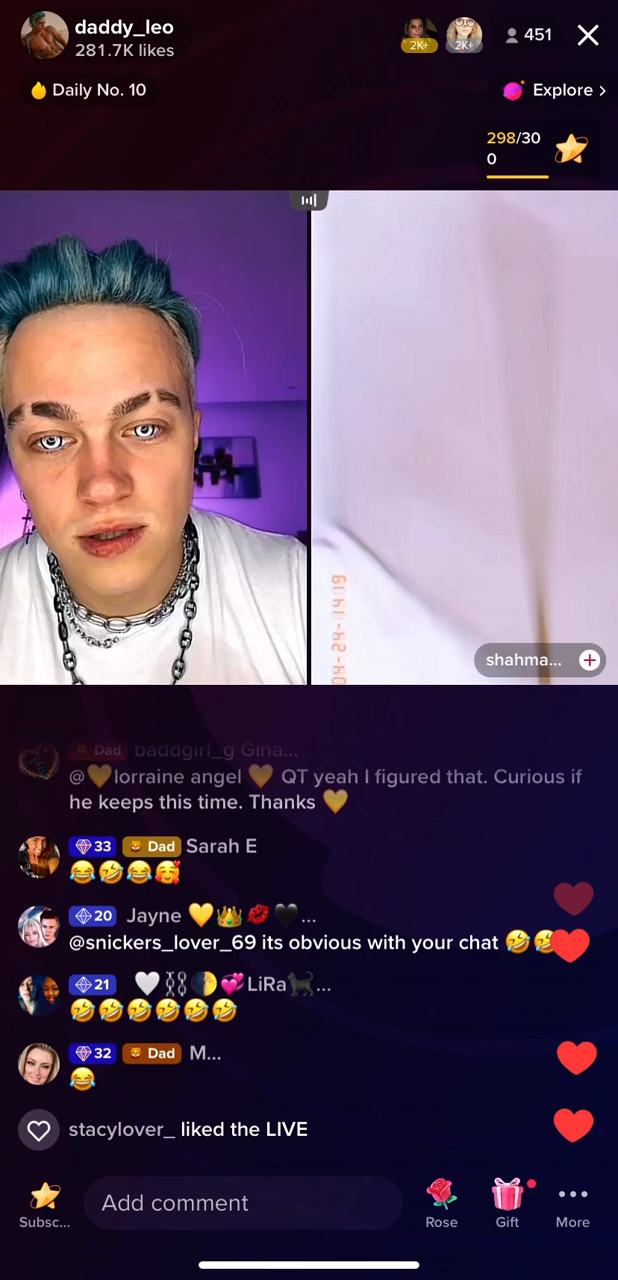 daddy_leo
281.7K likes
2K+
2K+
451
Daily No. 10
Explore
298/30
0
shahma...
Dad baddgirl_g Gina...
@💛lorraine angel 💛 QT yeah I figured that. Curious if
he keeps this time. Thanks 💛
33 Dad Sarah E
😂🤣😂🥰
20 Jayne 💛👑💋🖤...
@snickers_lover_69 its obvious with your chat 🤣🤣
21 🤍⛓️🌗💞LiRa🐈‍⬛...
🤣🤣🤣🤣🤣🤣
32 Dad M...
😂
stacylover_ liked the LIVE
Add comment
Subsc...
Rose
Gift
More